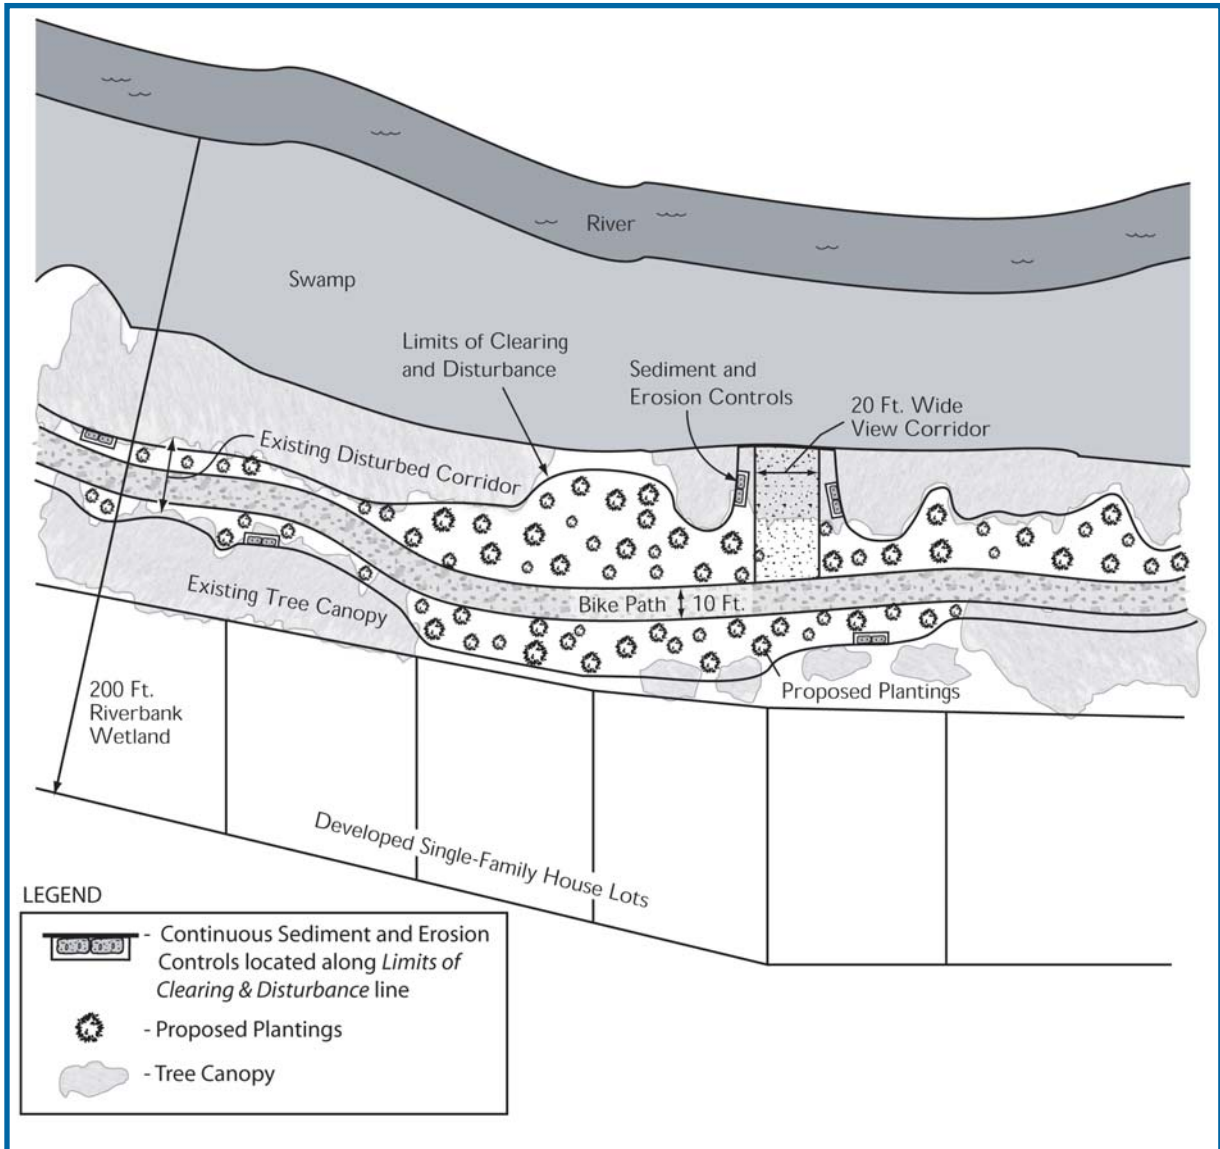 River
Swamp
Limits of Clearing
and Disturbance
Sediment and
Erosion Controls
20 Ft. Wide
View Corridor
Existing Disturbed Corridor
Existing Tree Canopy
Bike Path
10 Ft.
Proposed Plantings
200 Ft.
Riverbank
Wetland
Developed Single-Family House Lots
LEGEND
- Continuous Sediment and Erosion
Controls located along Limits of
Clearing & Disturbance line
- Proposed Plantings
- Tree Canopy